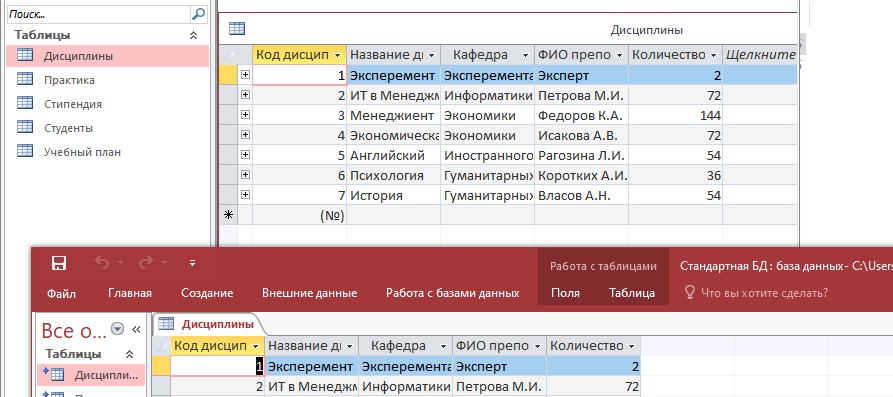 Поиск...
Таблицы
Дисциплины
Практика
Стипендия
Студенты
Учебный план
Дисциплины
Код дисцип Название ди Кафедра ФИО препо Количество Щелкните
1 Эксперемент Эксперемента Эксперт 2
2 ИТ в Менеджм Информатики Петрова М.И. 72
3 Менеджиент Экономики Федоров К.А. 144
4 Экономическа Экономики Исакова А.В. 72
5 Английский Иностранного Рагозина Л.И. 54
6 Психология Гуманитарных Коротких А.И. 36
7 История Гуманитарных Власов А.Н. 54
(№)
Работа с таблицами Стандартная БД : база данных- C:\Users
Файл Главная Создание Внешние данные Работа с базами данных Поля Таблица Что вы хотите сделать?
Все о...
Таблицы
Дисципли...
Дисциплины
Код дисцип Название ди Кафедра ФИО препо Количество
1 Эксперемент Эксперемента Эксперт 2
2 ИТ в Менеджм Информатики Петрова М.И. 72